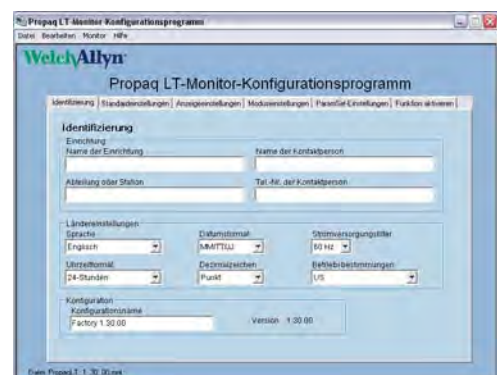 Propaq LT-Monitor-Konfigurationsprogramm
Datei Bearbeiten Monitor Hilfe
WelchAllyn
Propaq LT-Monitor-Konfigurationsprogramm
Identifizierung Standardeinstellungen Anzeigeeinstellungen Moduseinstellungen ParamSet-Einstellungen Funktion aktivieren
Identifizierung
Einrichtung
Name der Einrichtung Name der Kontaktperson
Abteilung oder Station Tel.-Nr. der Kontaktperson
Ländereinstellungen
Sprache Datumsformat Stromversorgungsfilter
Englisch MM/TT/JJ 60 Hz
Uhrzeitformat Dezimalzeichen Betriebsbestimmungen
24-Stunden Punkt US
Konfiguration
Konfigurationsname
Factory 1.30.00 Version 1.30.00